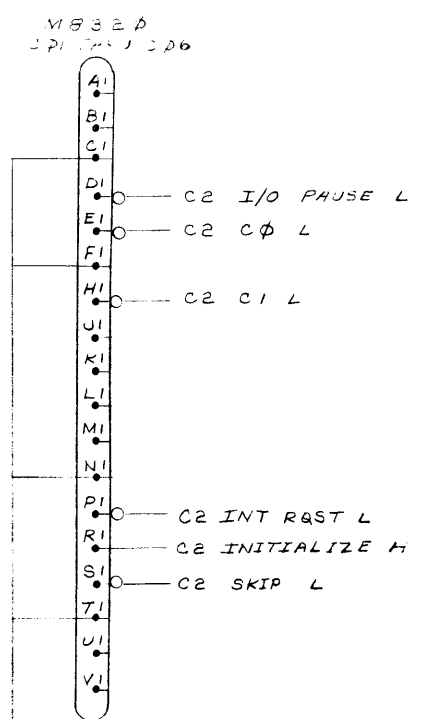 M832Ø
A1
B1
C1
D1 C2 I/O PAUSE L
E1 C2 CØ L
F1
H1 C2 C1 L
J1
K1
L1
M1
N1
P1 C2 INT RQST L
R1 C2 INITIALIZE H
S1 C2 SKIP L
T1
U1
V1